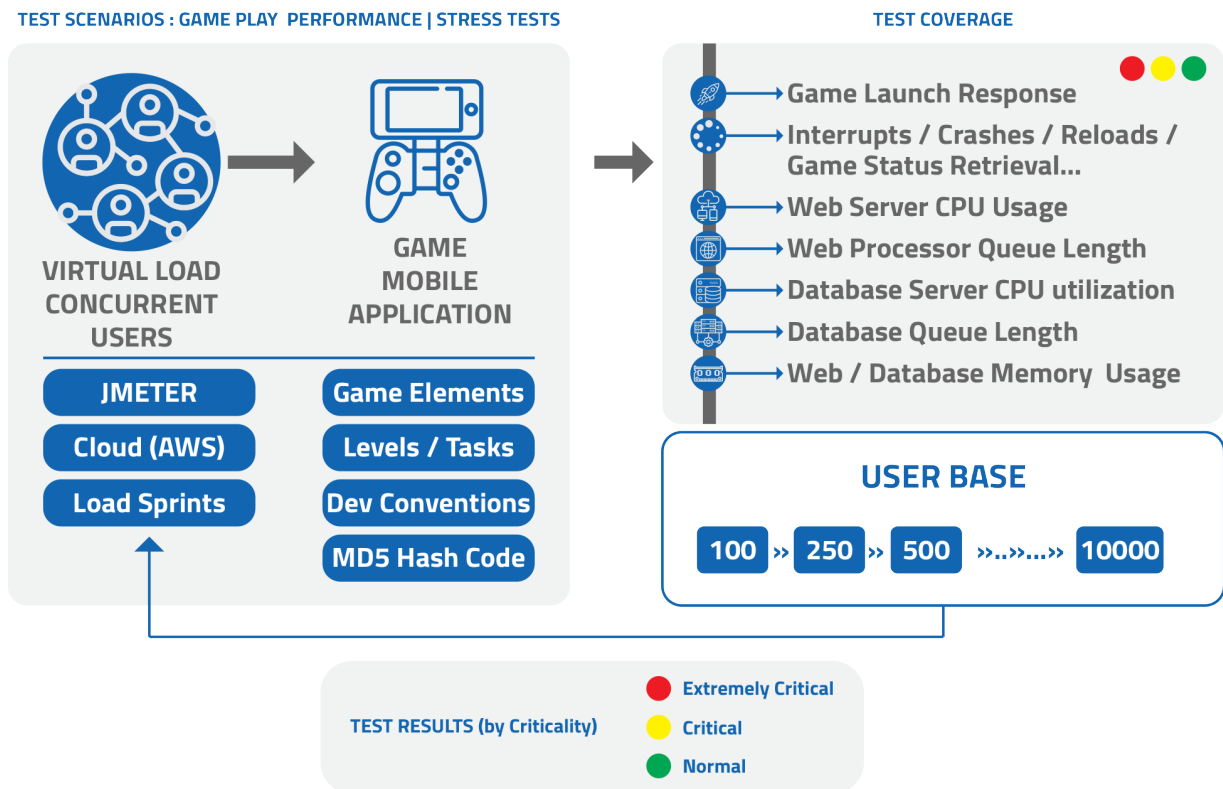 TEST SCENARIOS : GAME PLAY PERFORMANCE | STRESS TESTS
VIRTUAL LOAD
CONCURRENT
USERS
GAME
MOBILE
APPLICATION
JMETER
Cloud (AWS)
Load Sprints
Game Elements
Levels / Tasks
Dev Conventions
MD5 Hash Code
TEST COVERAGE
Game Launch Response
Interrupts / Crashes / Reloads /
Game Status Retrieval...
Web Server CPU Usage
Web Processor Queue Length
Database Server CPU utilization
Database Queue Length
Web / Database Memory Usage
USER BASE
100 » 250 » 500 »..»...» 10000
TEST RESULTS (by Criticality)
Extremely Critical
Critical
Normal